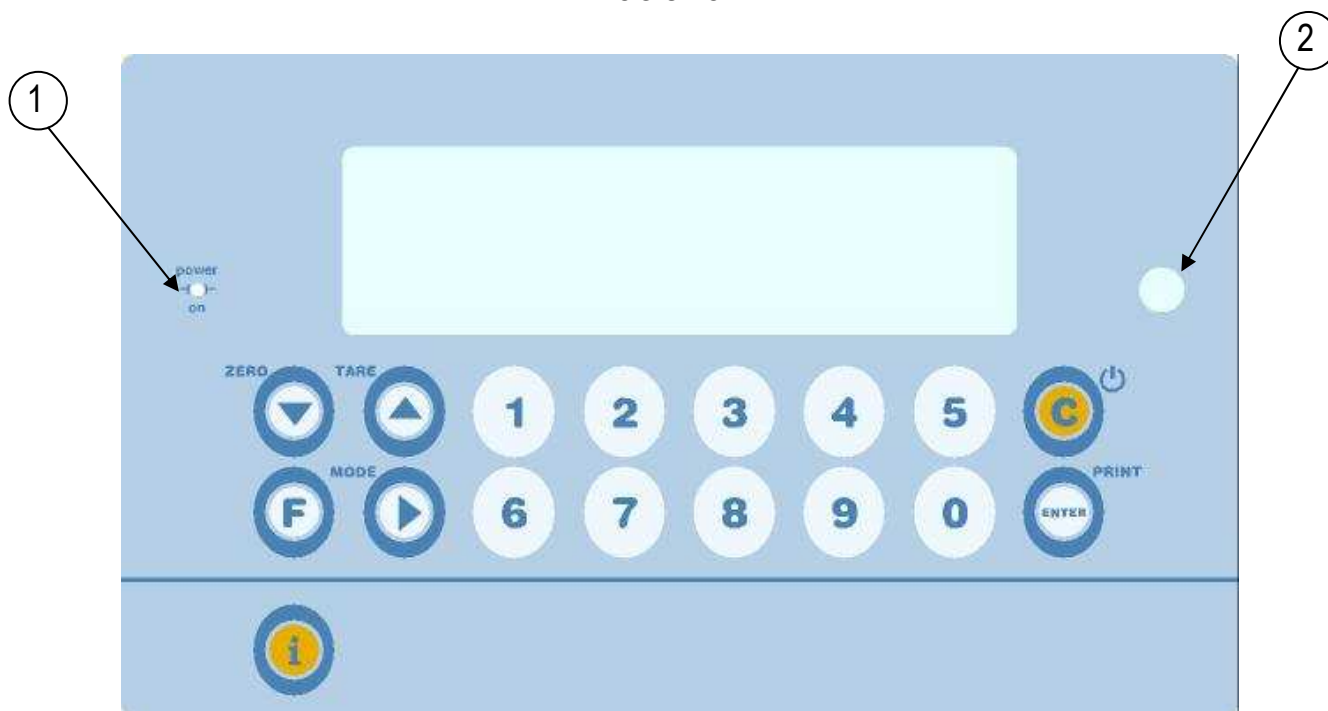 1
2
power
on
ZERO TARE
1 2 3 4 5 C
MODE PRINT
F 6 7 8 9 0 ENTER
i